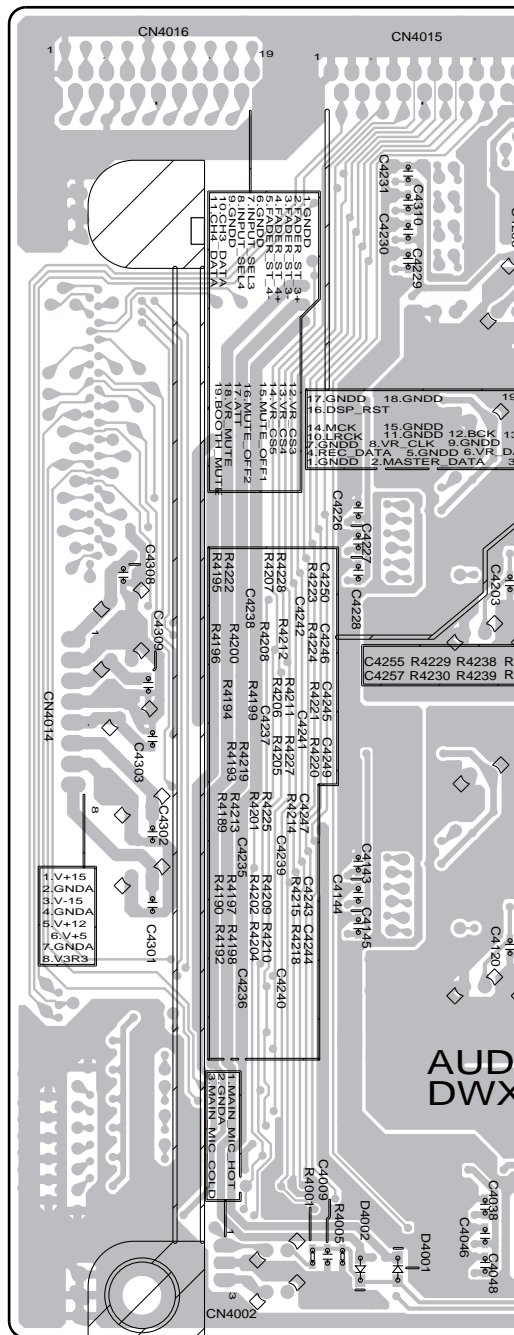 CN4016
1
19
CN4015
1
1.GNDD
2.FADER_ST_3+
3.FADER_ST_3-
4.FADER_ST_4+
5.FADER_ST_4-
6.GNDD
7.INPUT_SEL3
8.INPUT_SEL4
9.GNDD
10.CH3_DATA
11.CH4_DATA
12.VR_CS3
13.VR_CS4
14.VR_CS5
15.MUTE_OFF1
16.MUTE_OFF2
17.ATT
18.VR_MUTE
19.BOOTH_MUTE
C4231
C4310
C4230
C4229
17.GNDD 18.GNDD 19
16.DSP_RST
14.MCK 15.GNDD
10.LRCK 11.GNDD 12.BCK 13
7.GNDD 8.VR_CLK 9.GNDD
4.REC_DATA 5.GNDD 6.VR_DA
1.GNDD 2.MASTER_DATA 3
C4226
C4227
C4228
C4203
C4308
1
C4309
CN4014
C4303
C4302
8
C4301
R4195 R4196 R4194 R4189 R4190 R4192
R4222 R4200 R4193 R4213 R4197 R4198
C4238 R4199 R4219 C4235 C4236
R4201 R4202 R4204
R4207 R4208 C4237 R4225 R4209 R4210
R4206 R4205 C4239 C4240
R4228 R4212 R4211 R4227 R4214 R4215 R4218
C4242 C4241 C4247 C4243 C4244
R4223 R4224 R4221 R4220
C4250 C4246 C4245 C4249
C4255 R4229 R4238 R
C4257 R4230 R4239 R
C4143
C4144
C4145
C4120
1.V+15
2.GNDA
3.V-15
4.GNDA
5.V+12
6.V+5
7.GNDA
8.V3R3
AUD
DWX
1.MAIN_MIC_HOT
2.GNDA
3.MAIN_MIC_COLD
1
3
CN4002
R4001
C4009
R4005
D4002
D4001
C4038
C4046
C4048